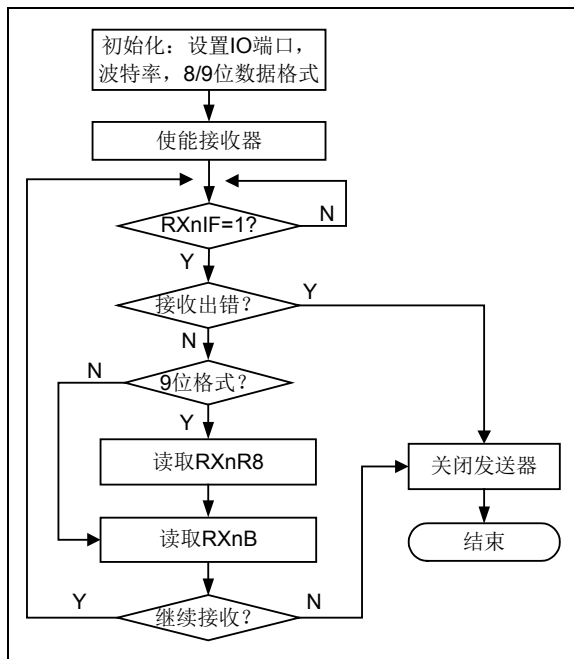 初始化：设置IO端口，
波特率，8/9位数据格式
使能接收器
RXnIF=1?
N
Y
接收出错？
Y
N
9位格式？
N
Y
读取RXnR8
关闭发送器
读取RXnB
结束
继续接收？
Y
N